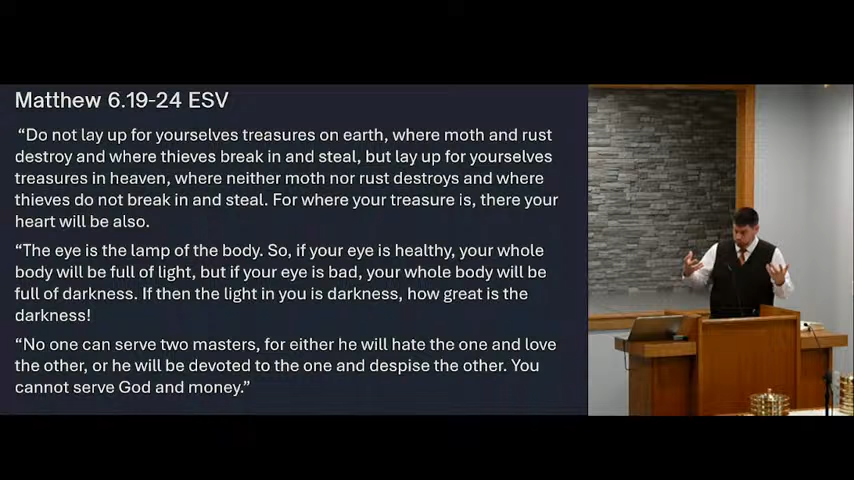 Matthew 6.19-24 ESV
“Do not lay up for yourselves treasures on earth, where moth and rust
destroy and where thieves break in and steal, but lay up for yourselves
treasures in heaven, where neither moth nor rust destroys and where
thieves do not break in and steal. For where your treasure is, there your
heart will be also.
“The eye is the lamp of the body. So, if your eye is healthy, your whole
body will be full of light, but if your eye is bad, your whole body will be
full of darkness. If then the light in you is darkness, how great is the
darkness!
“No one can serve two masters, for either he will hate the one and love
the other, or he will be devoted to the one and despise the other. You
cannot serve God and money.”